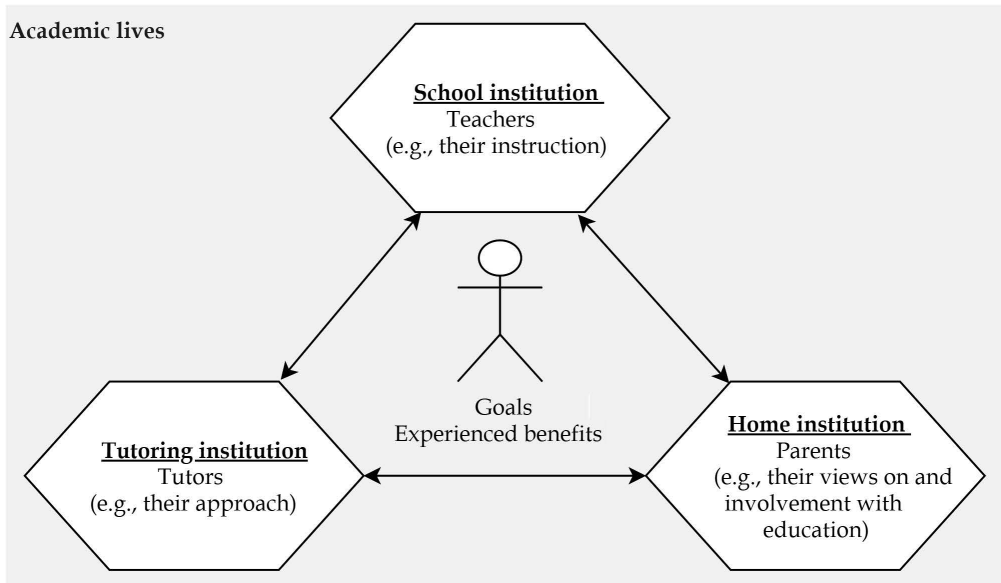 Academic lives
School institution
Teachers
(e.g., their instruction)
Goals
Experienced benefits
Tutoring institution
Tutors
(e.g., their approach)
Home institution
Parents
(e.g., their views on and
involvement with
education)